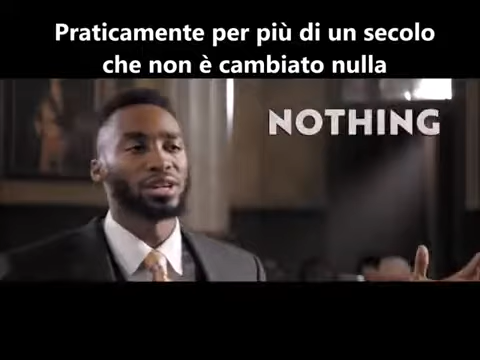 Praticamente per più di un secolo
che non è cambiato nulla
NOTHING